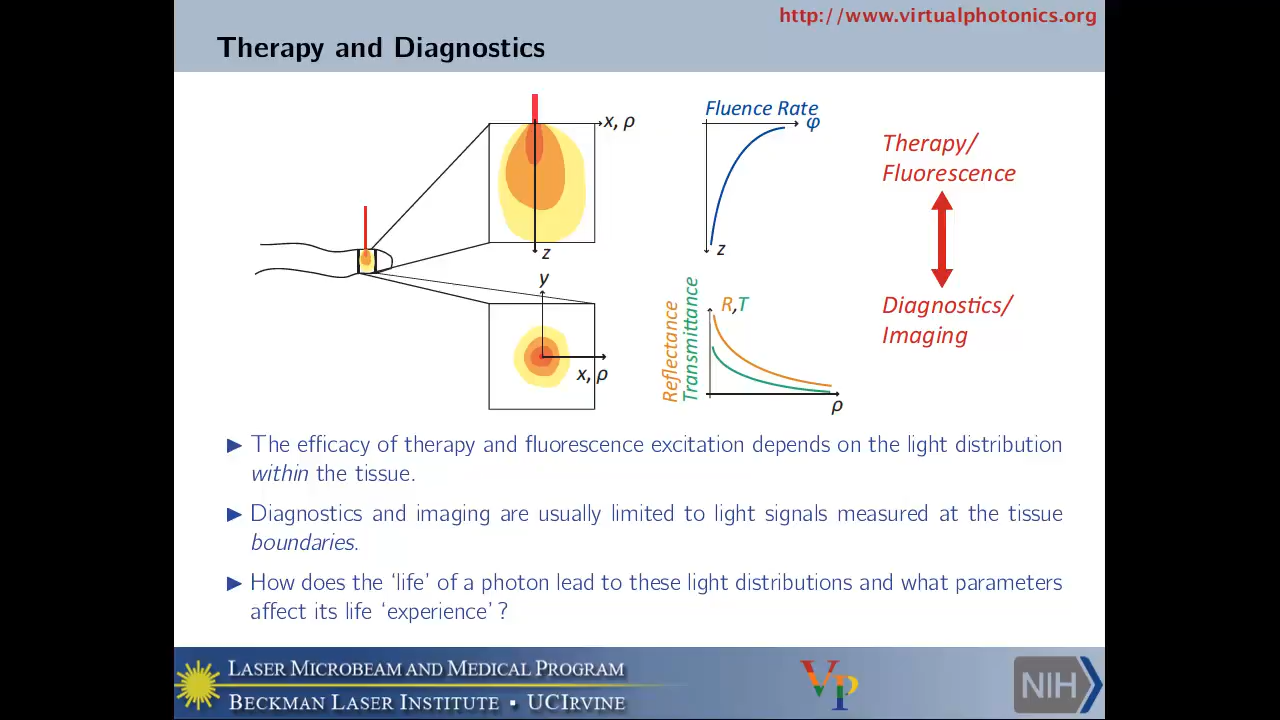 http://www.virtualphotonics.org
Therapy and Diagnostics
x, ρ
z
y
x, ρ
Fluence Rate
φ
z
Reflectance
Transmittance
R,T
ρ
Therapy/
Fluorescence
Diagnostics/
Imaging
The efficacy of therapy and fluorescence excitation depends on the light distribution
within the tissue.
Diagnostics and imaging are usually limited to light signals measured at the tissue
boundaries.
How does the ‘life’ of a photon lead to these light distributions and what parameters
affect its life ‘experience’?
LASER MICROBEAM AND MEDICAL PROGRAM
BECKMAN LASER INSTITUTE ▪ UCIRVINE
VP
NIH